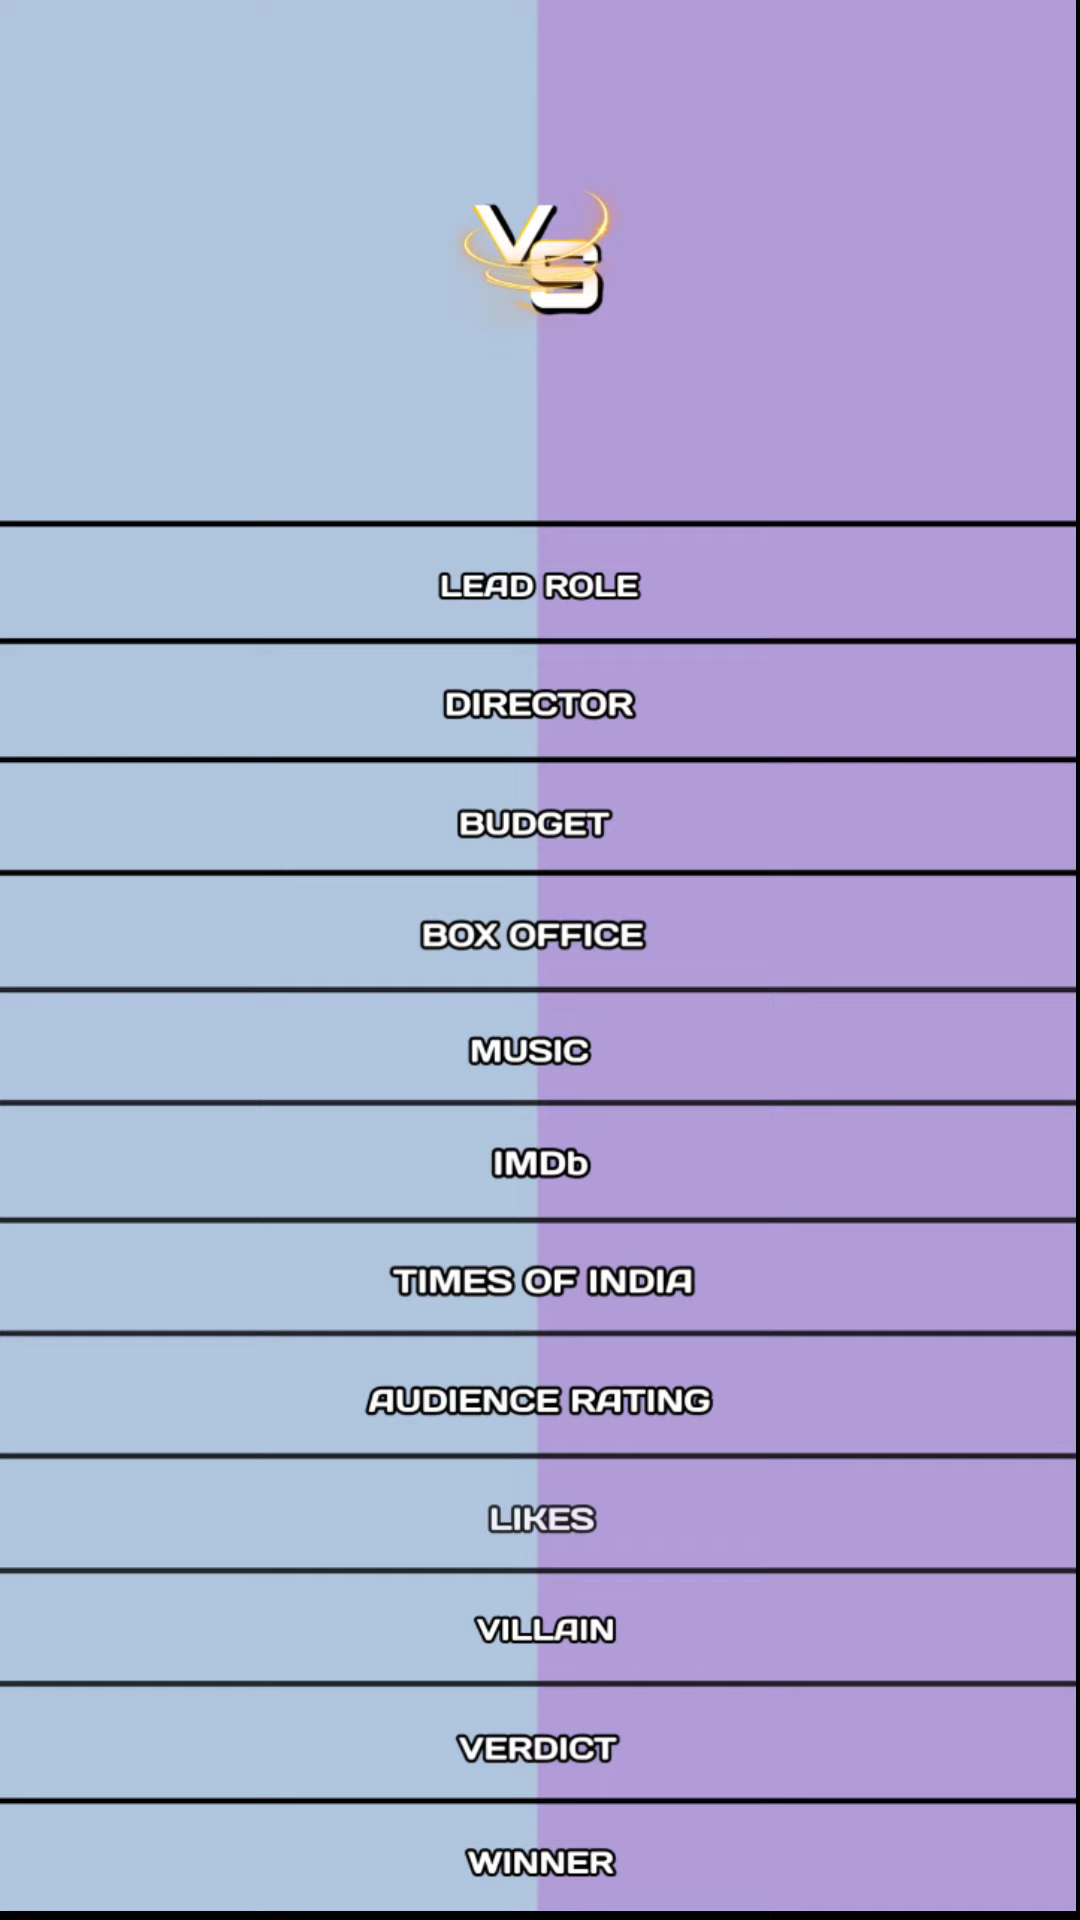 VS
LEAD ROLE
DIRECTOR
BUDGET
BOX OFFICE
MUSIC
IMDb
TIMES OF INDIA
AUDIENCE RATING
LIKES
VILLAIN
VERDICT
WINNER